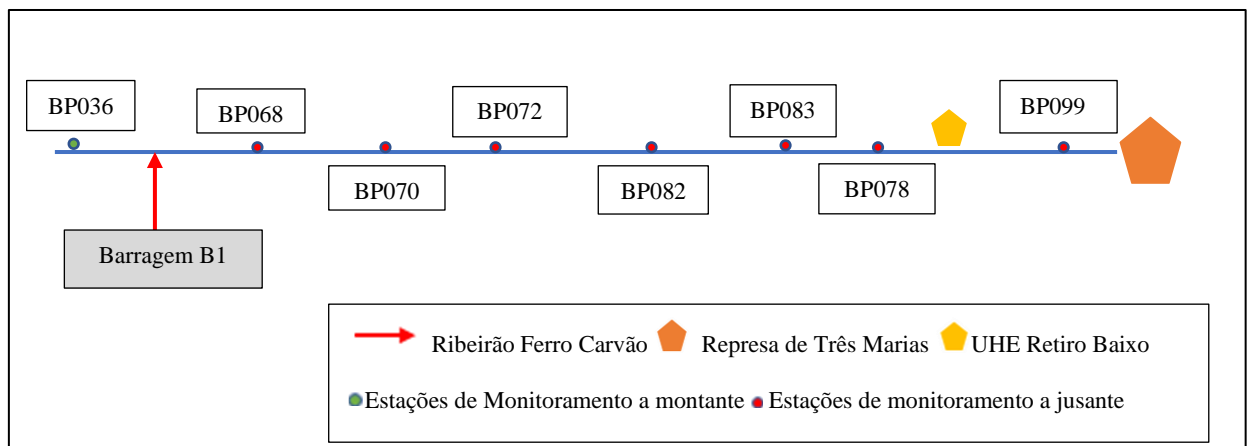 BP036
BP068
BP072
BP083
BP099
BP070
BP082
BP078
Barragem B1
Ribeirão Ferro Carvão
Represa de Três Marias
UHE Retiro Baixo
Estações de Monitoramento a montante
Estações de monitoramento a jusante